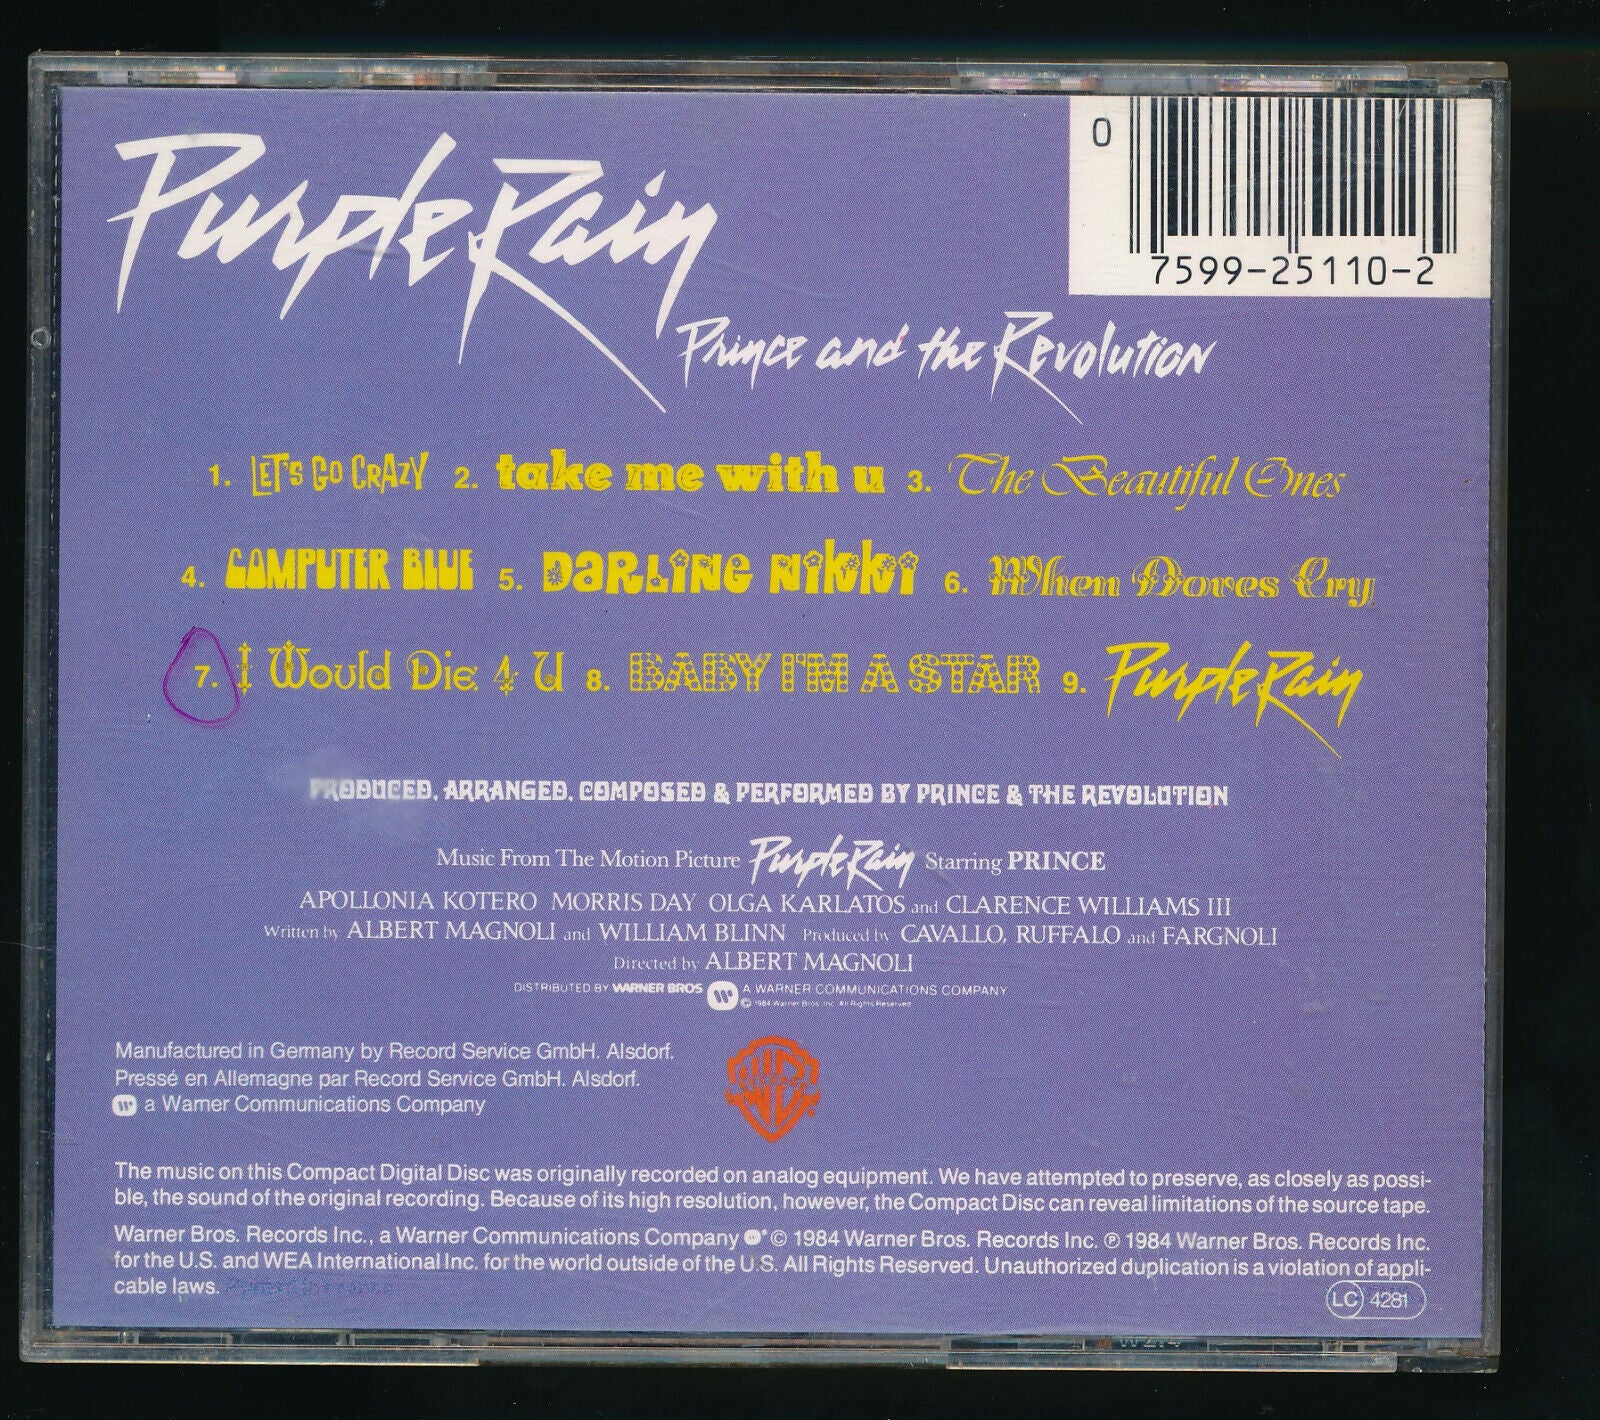 Purple Rain
0
7599-25110-2
Prince and the Revolution
1. LET'S GO CRAZY 2. take me with u 3. The Beautiful Ones
4. COMPUTER BLUE 5. DARLING NIKKI 6. When Doves Cry
7. I Would Die 4 U 8. BABY I'M A STAR 9. Purple Rain
PRODUCED, ARRANGED, COMPOSED & PERFORMED BY PRINCE & THE REVOLUTION
Music From The Motion Picture Purple Rain Starring PRINCE
APOLLONIA KOTERO MORRIS DAY OLGA KARLATOS and CLARENCE WILLIAMS III
Written by ALBERT MAGNOLI and WILLIAM BLINN Produced by CAVALLO, RUFFALO and FARGNOLI
Directed by ALBERT MAGNOLI
DISTRIBUTED BY WARNER BROS A WARNER COMMUNICATIONS COMPANY
© 1984 Warner Bros. Inc. All Rights Reserved
Manufactured in Germany by Record Service GmbH. Alsdorf.
Pressé en Allemagne par Record Service GmbH. Alsdorf.
a Warner Communications Company
The music on this Compact Digital Disc was originally recorded on analog equipment. We have attempted to preserve, as closely as possi-
ble, the sound of the original recording. Because of its high resolution, however, the Compact Disc can reveal limitations of the source tape.
Warner Bros. Records Inc., a Warner Communications Company © 1984 Warner Bros. Records Inc. ℗ 1984 Warner Bros. Records Inc.
for the U.S. and WEA International Inc. for the world outside of the U.S. All Rights Reserved. Unauthorized duplication is a violation of appli-
cable laws.
LC 4281